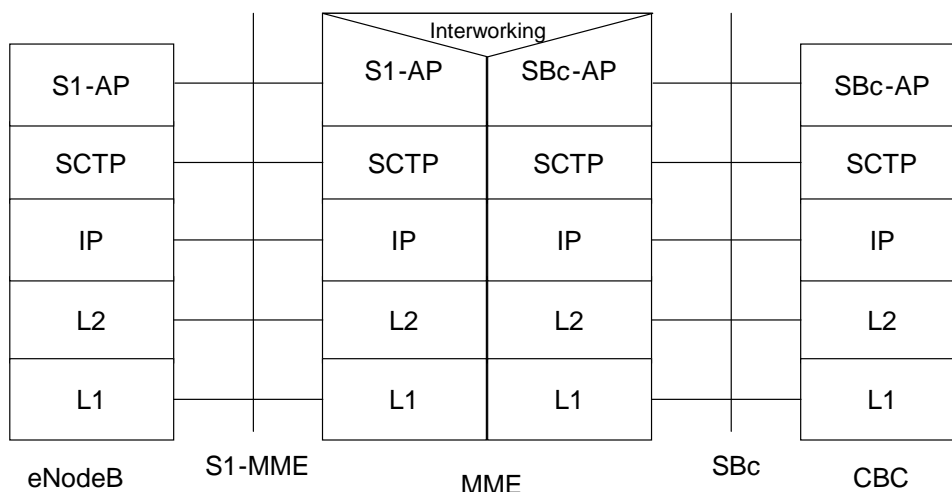 Interworking
S1-AP S1-AP SBc-AP SBc-AP
SCTP SCTP SCTP SCTP
IP IP IP IP
L2 L2 L2 L2
L1 L1 L1 L1
eNodeB S1-MME MME SBc CBC